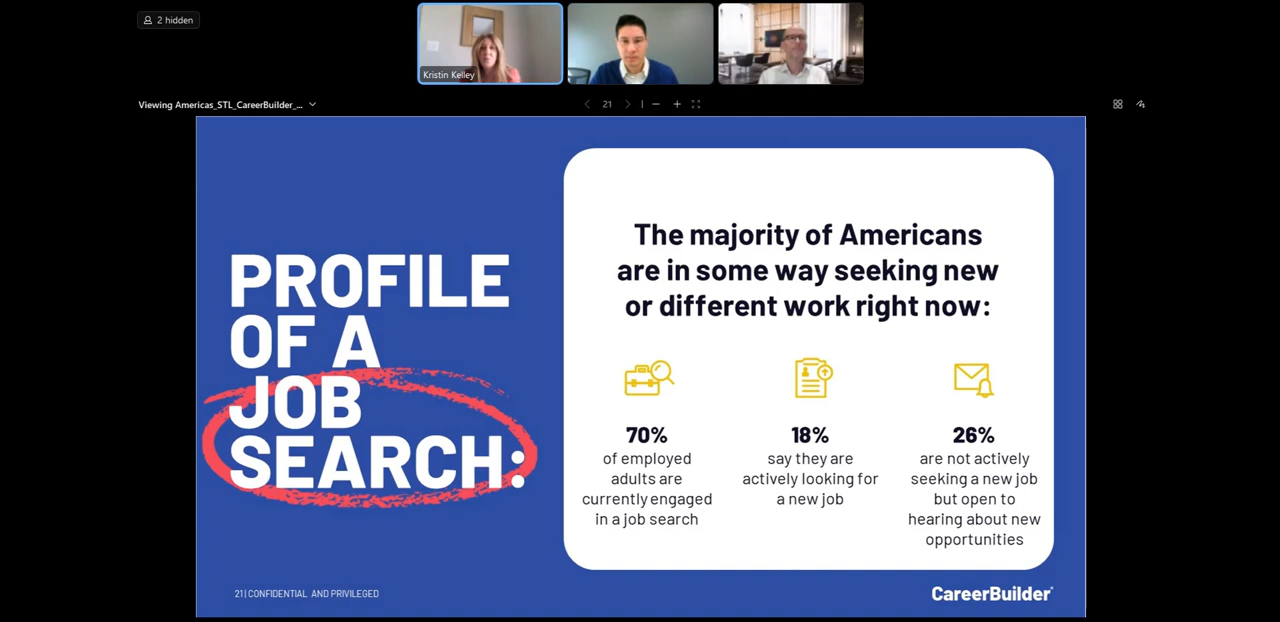 2 hidden
Kristin Kelley
Viewing Americas_STL_CareerBuilder_...
21
PROFILE
OF A
JOB
SEARCH:
The majority of Americans
are in some way seeking new
or different work right now:
70%
of employed
adults are
currently engaged
in a job search
18%
say they are
actively looking for
a new job
26%
are not actively
seeking a new job
but open to
hearing about new
opportunities
21| CONFIDENTIAL AND PRIVILEGED
CareerBuilder®